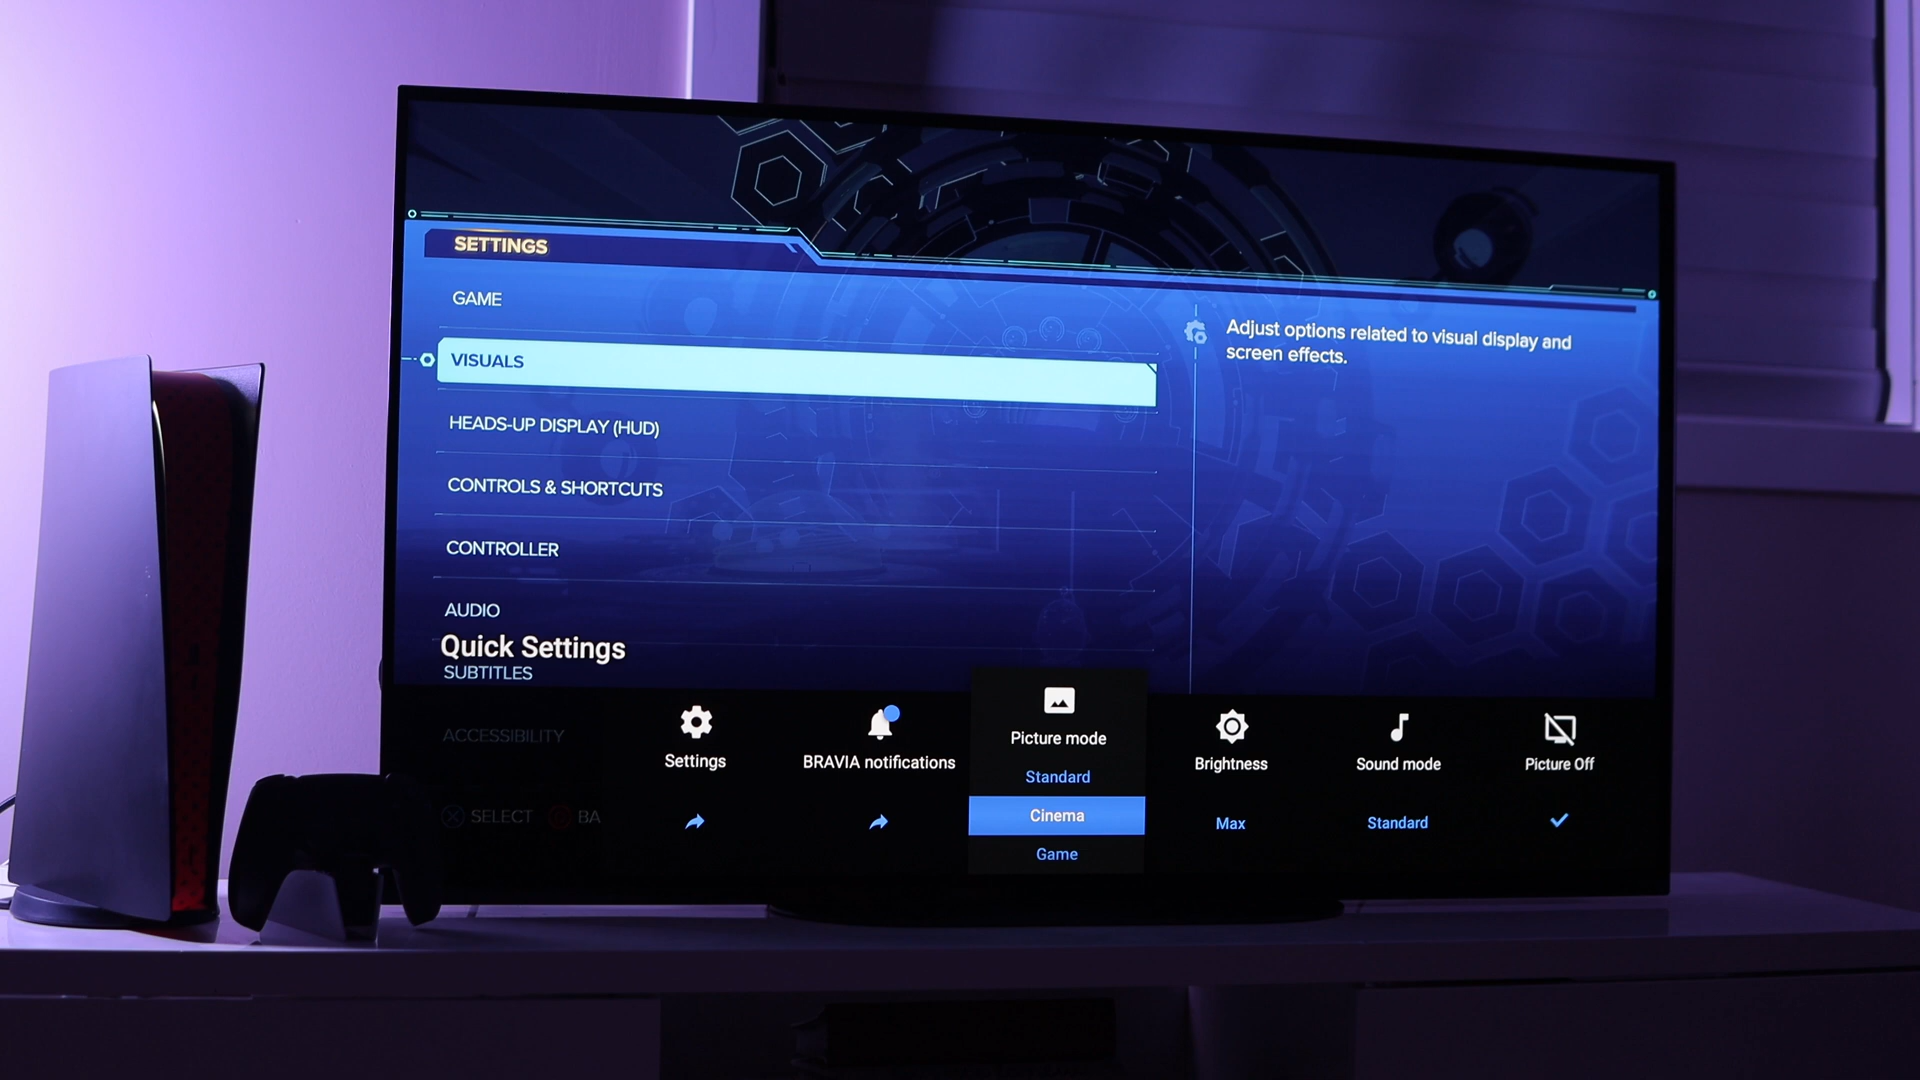 SETTINGS
GAME
VISUALS
HEADS-UP DISPLAY (HUD)
CONTROLS & SHORTCUTS
CONTROLLER
AUDIO
SUBTITLES
ACCESSIBILITY
SELECT BA
Adjust options related to visual display and
screen effects.
Quick Settings
Settings
BRAVIA notifications
Picture mode
Standard
Cinema
Game
Brightness
Max
Sound mode
Standard
Picture Off